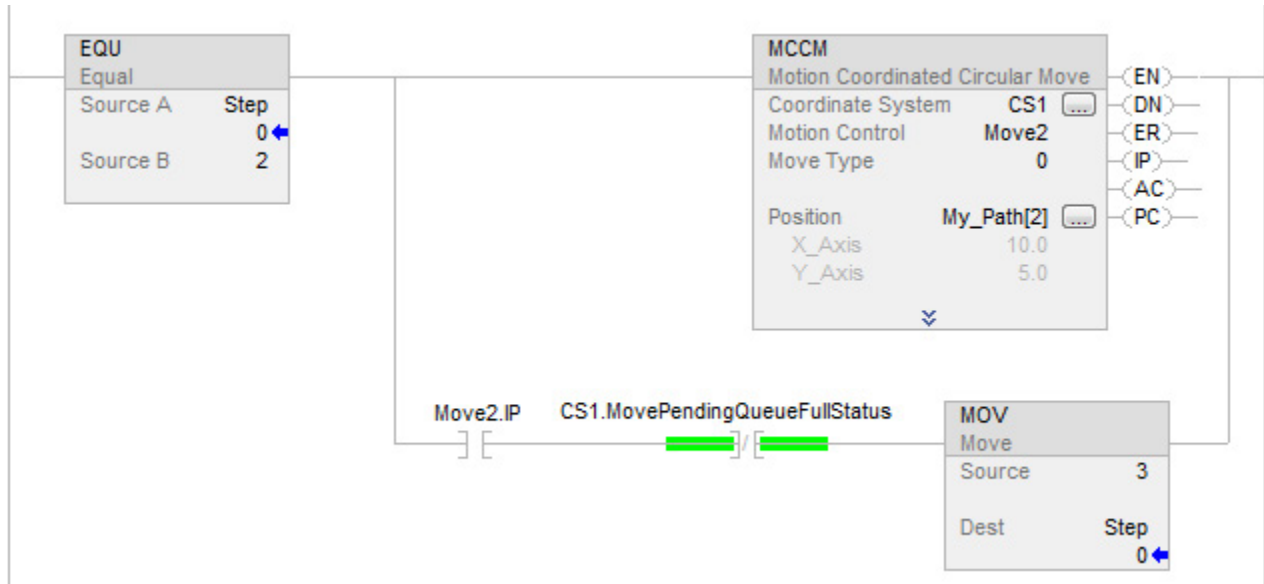 EQU
Equal
Source A Step
0
Source B 2
MCCM
Motion Coordinated Circular Move
Coordinate System CS1 ...
Motion Control Move2
Move Type 0
Position My_Path[2] ...
X_Axis 10.0
Y_Axis 5.0
EN
DN
ER
IP
AC
PC
Move2.IP CS1.MovePendingQueueFullStatus
MOV
Move
Source 3
Dest Step
0